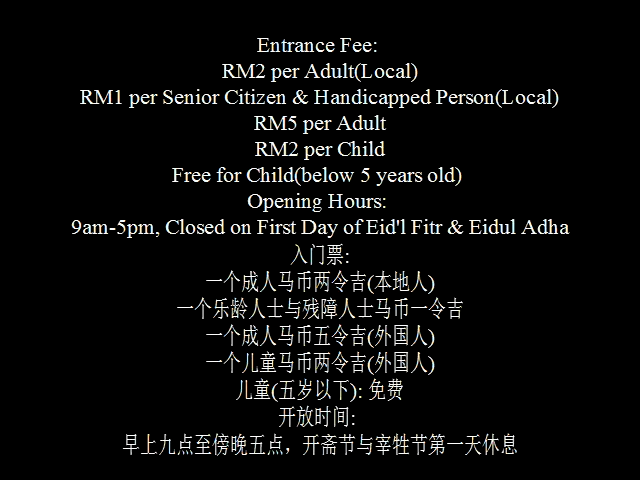 Entrance Fee:
RM2 per Adult(Local)
RM1 per Senior Citizen & Handicapped Person(Local)
RM5 per Adult
RM2 per Child
Free for Child(below 5 years old)
Opening Hours:
9am-5pm, Closed on First Day of Eid'l Fitr & Eidul Adha
入门票:
一个成人马币两令吉(本地人)
一个乐龄人士与残障人士马币一令吉
一个成人马币五令吉(外国人)
一个儿童马币两令吉(外国人)
儿童(五岁以下): 免费
开放时间:
早上九点至傍晚五点，开斋节与宰牲节第一天休息